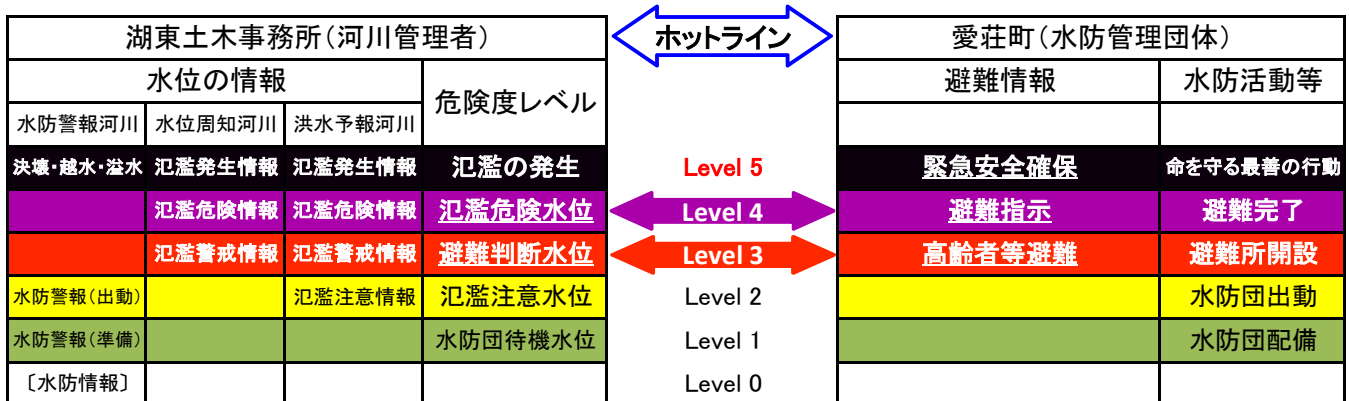 湖東土木事務所(河川管理者) ホットライン 愛荘町(水防管理団体)
水位の情報 危険度レベル 避難情報 水防活動等
水防警報河川 水位周知河川 洪水予報河川
決壊・越水・溢水 氾濫発生情報 氾濫発生情報 氾濫の発生 Level 5 緊急安全確保 命を守る最善の行動
氾濫危険情報 氾濫危険情報 氾濫危険水位 Level 4 避難指示 避難完了
氾濫警戒情報 氾濫警戒情報 避難判断水位 Level 3 高齢者等避難 避難所開設
水防警報(出動) 氾濫注意情報 氾濫注意水位 Level 2 水防団出動
水防警報(準備) 水防団待機水位 Level 1 水防団配備
〔水防情報〕 Level 0